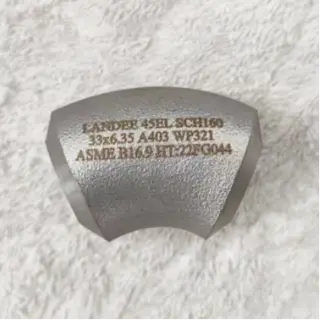 LANDEE 45EL SCH160
33x6.35 A403 WP321
ASME B16.9 HT:22FG044